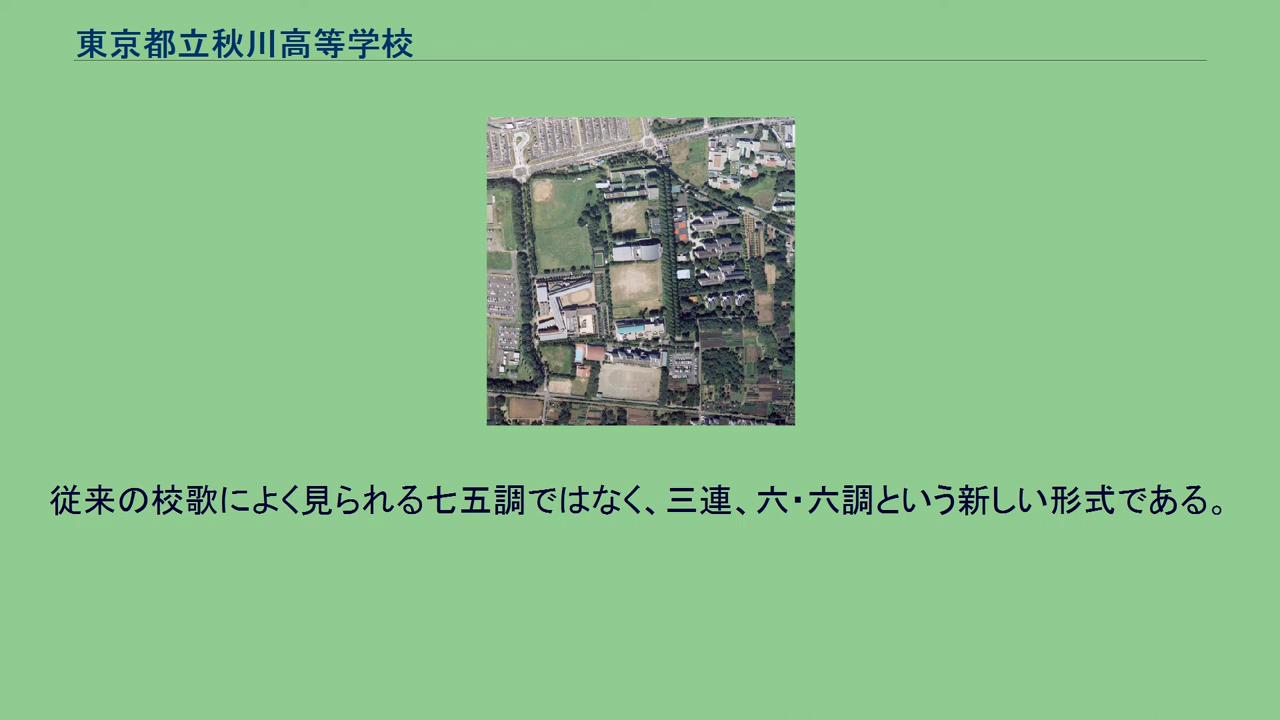 東京都立秋川高等学校
従来の校歌によく見られる七五調ではなく、三連、六・六調という新しい形式である。